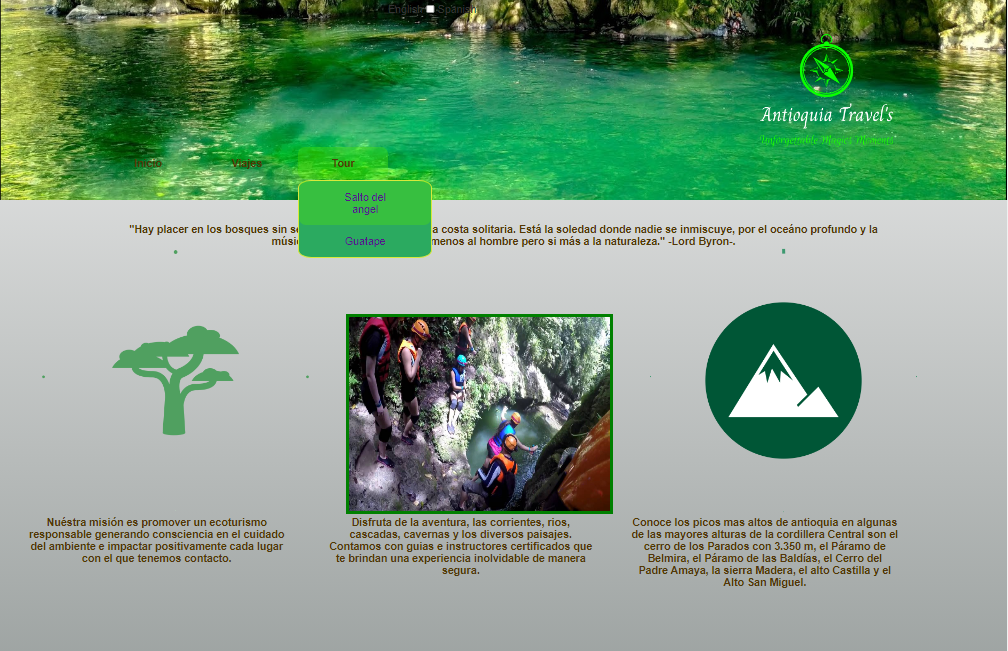 English Spanish
Antioquia Travel's
Unforgettable Magics Moments
Inicio Viajes Tour
Salto del
angel
Guatape
"Hay placer en los bosques sin se a costa solitaria. Está la soledad donde nadie se inmiscuye, por el oceáno profundo y la
músic menos al hombre pero si más a la naturaleza." -Lord Byron-.
Nuéstra misión es promover un ecoturismo
responsable generando consciencia en el cuidado
del ambiente e impactar positivamente cada lugar
con el que tenemos contacto.
Disfruta de la aventura, las corrientes, rios,
cascadas, cavernas y los diversos paisajes.
Contamos con guias e instructores certificados que
te brindan una experiencia inolvidable de manera
segura.
Conoce los picos mas altos de antioquia en algunas
de las mayores alturas de la cordillera Central son el
cerro de los Parados con 3.350 m, el Páramo de
Belmira, el Páramo de las Baldías, el Cerro del
Padre Amaya, la sierra Madera, el alto Castilla y el
Alto San Miguel.